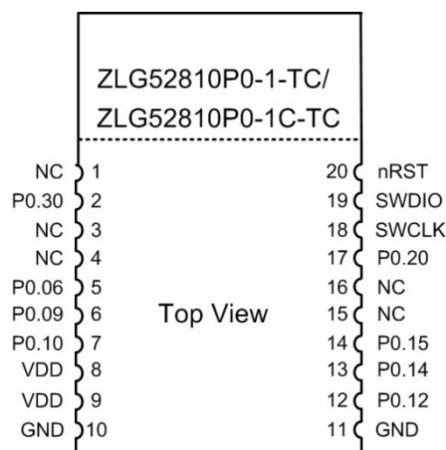 ZLG52810P0-1-TC/
ZLG52810P0-1C-TC
NC 1 20 nRST
P0.30 2 19 SWDIO
NC 3 18 SWCLK
NC 4 17 P0.20
P0.06 5 16 NC
P0.09 6 Top View 15 NC
P0.10 7 14 P0.15
VDD 8 13 P0.14
VDD 9 12 P0.12
GND 10 11 GND